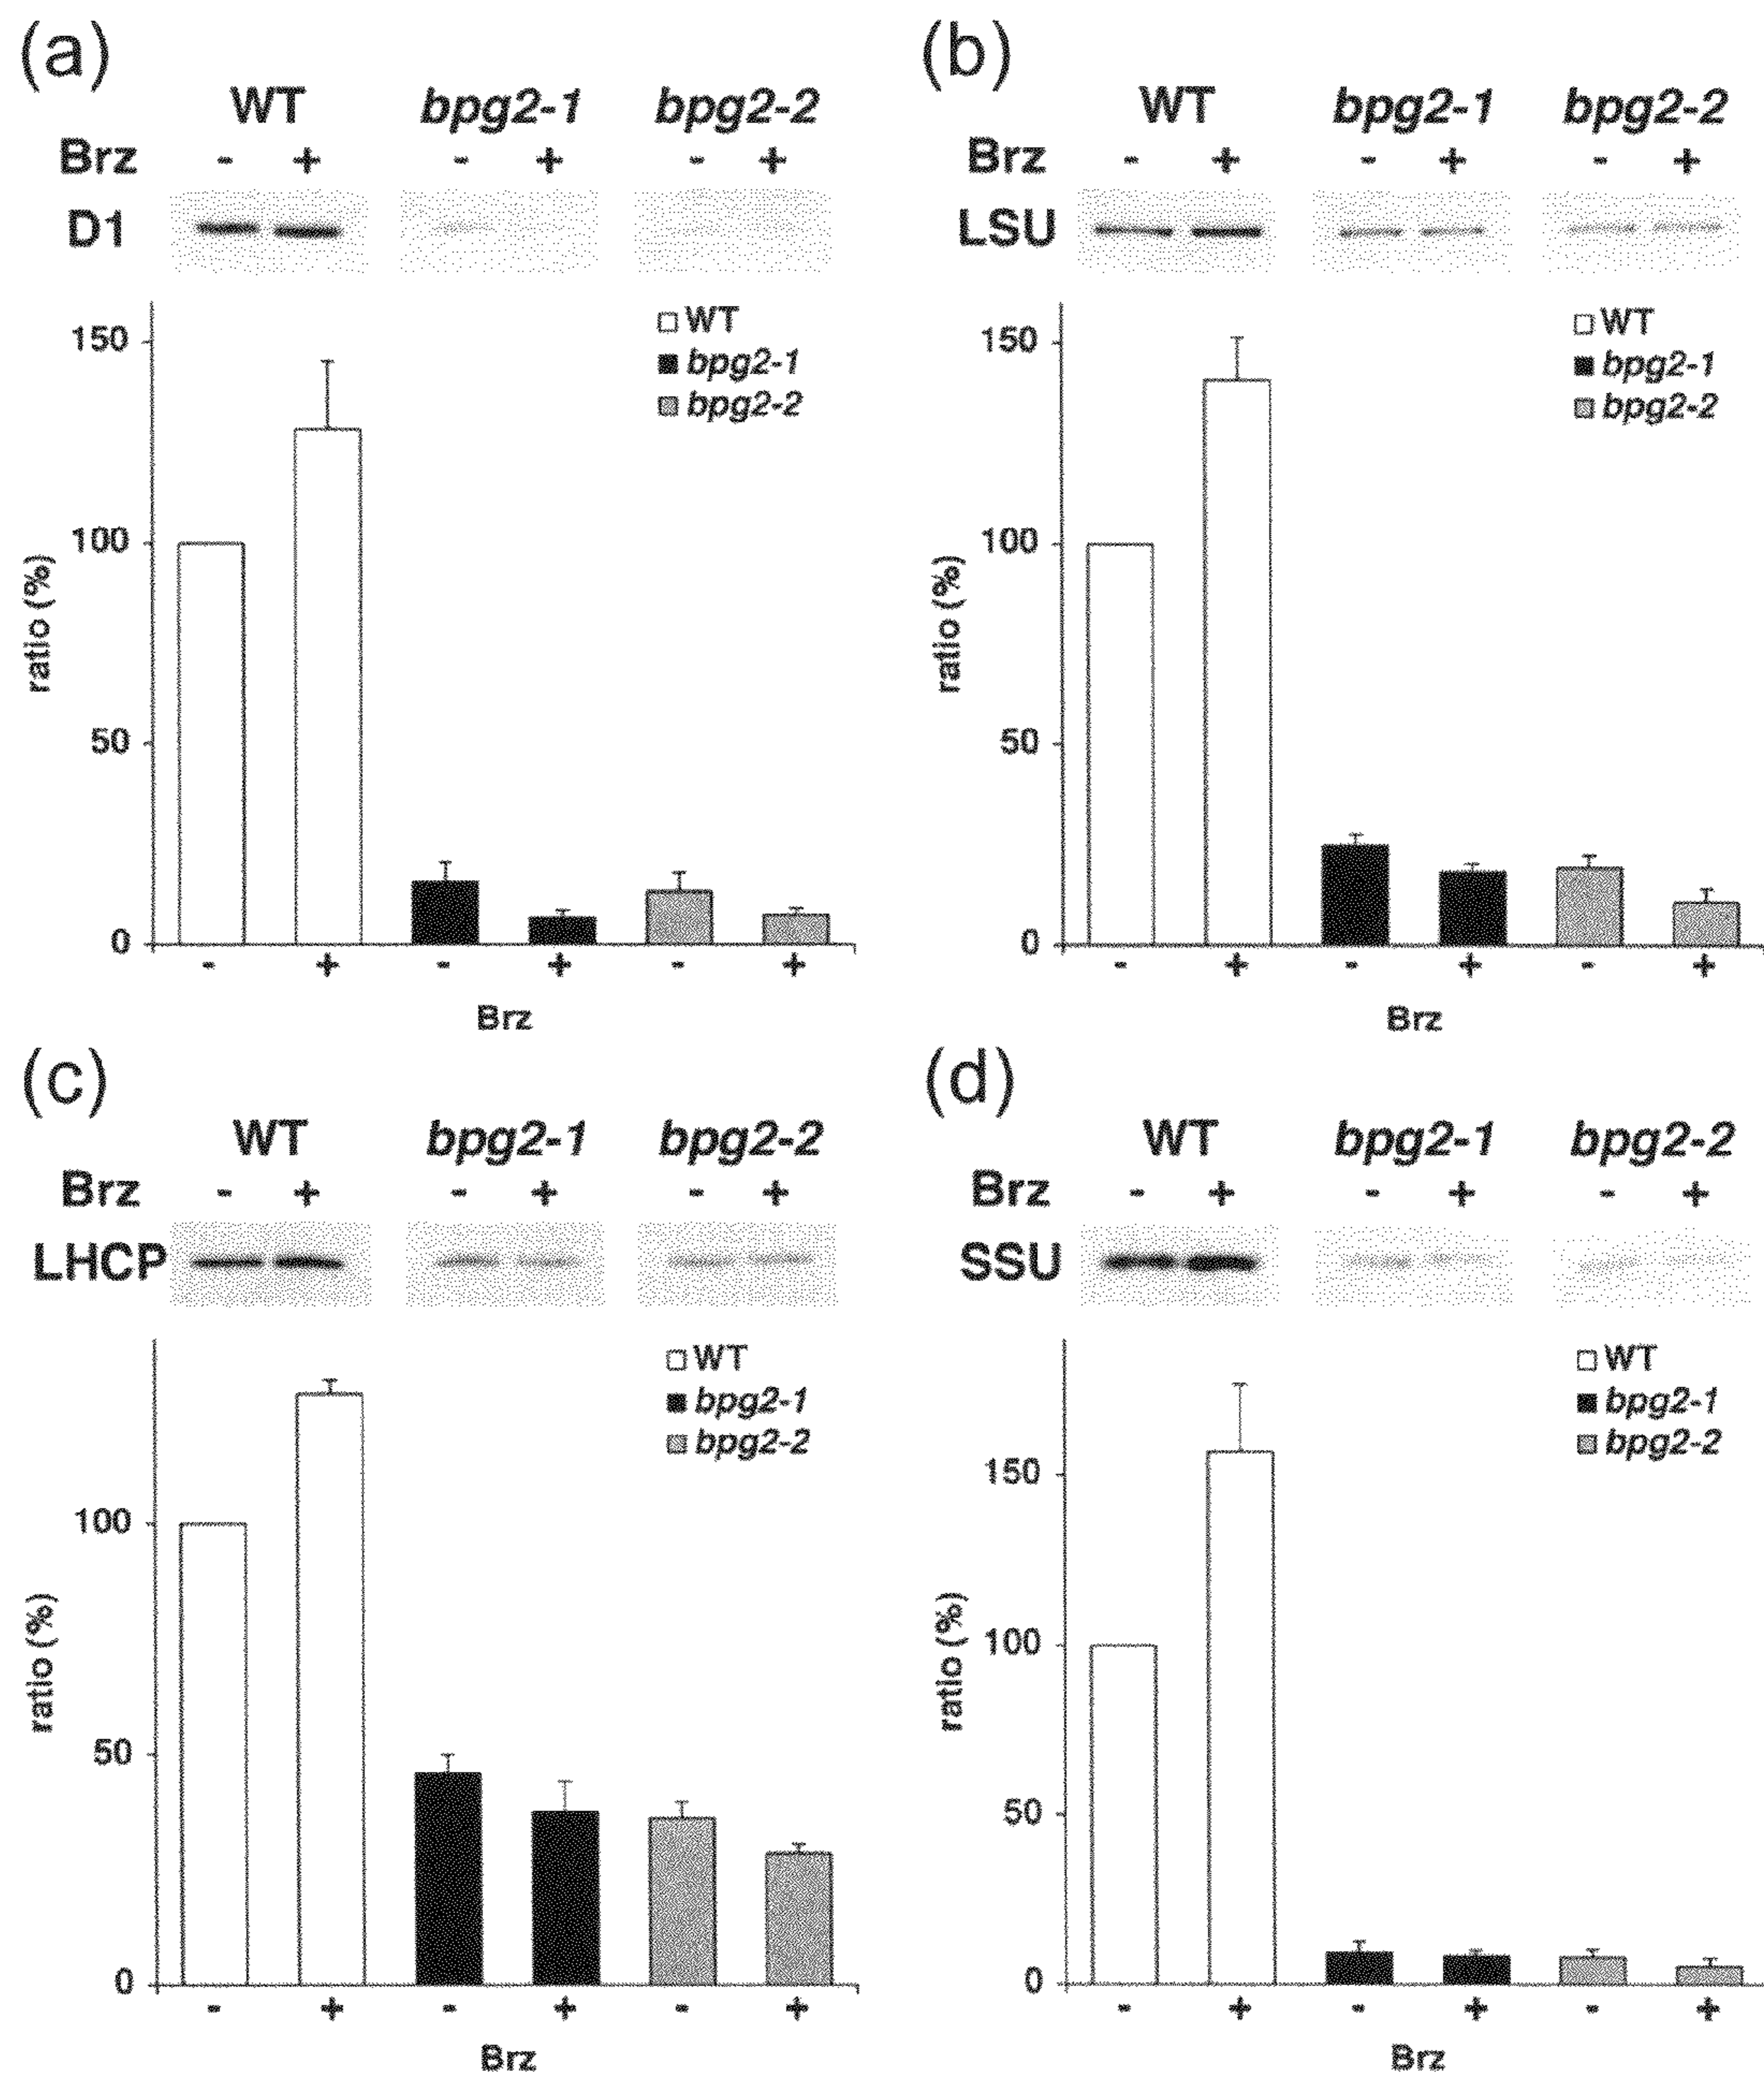 (a)
WT bpg2-1 bpg2-2
Brz - + - + - +
D1
WT
bpg2-1
bpg2-2
150
100
50
0
ratio (%)
- + - + - +
Brz
(b)
WT bpg2-1 bpg2-2
Brz - + - + - +
LSU
WT
bpg2-1
bpg2-2
150
100
50
0
ratio (%)
- + - + - +
Brz
(c)
WT bpg2-1 bpg2-2
Brz - + - + - +
LHCP
WT
bpg2-1
bpg2-2
100
50
0
ratio (%)
- + - + - +
Brz
(d)
WT bpg2-1 bpg2-2
Brz - + - + - +
SSU
WT
bpg2-1
bpg2-2
150
100
50
0
ratio (%)
- + - + - +
Brz